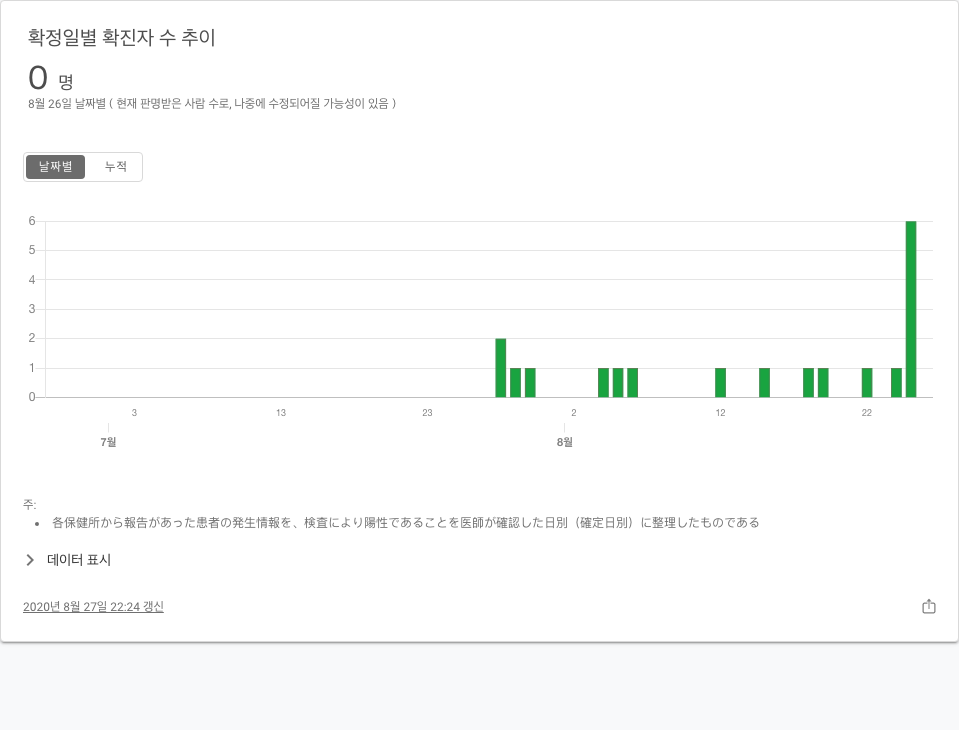 확정일별 확진자 수 추이
0 명
8월 26일 날짜별 ( 현재 판명받은 사람 수로, 나중에 수정되어질 가능성이 있음 )
날짜별 누적
6
5
4
3
2
1
0
3 13 23 2 12 22
7월 8월
주:
• 各保健所から報告があった患者の発生情報を、検査により陽性であることを医師が確認した日別（確定日別）に整理したものである
데이터 표시
2020년 8월 27일 22:24 갱신